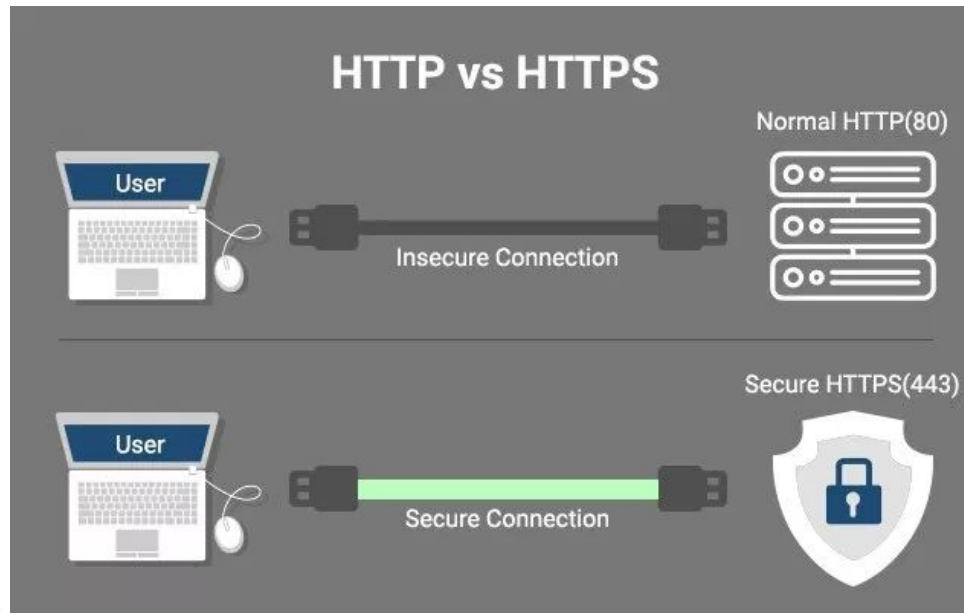 HTTP vs HTTPS
Normal HTTP(80)
User
Insecure Connection
Secure HTTPS(443)
User
Secure Connection